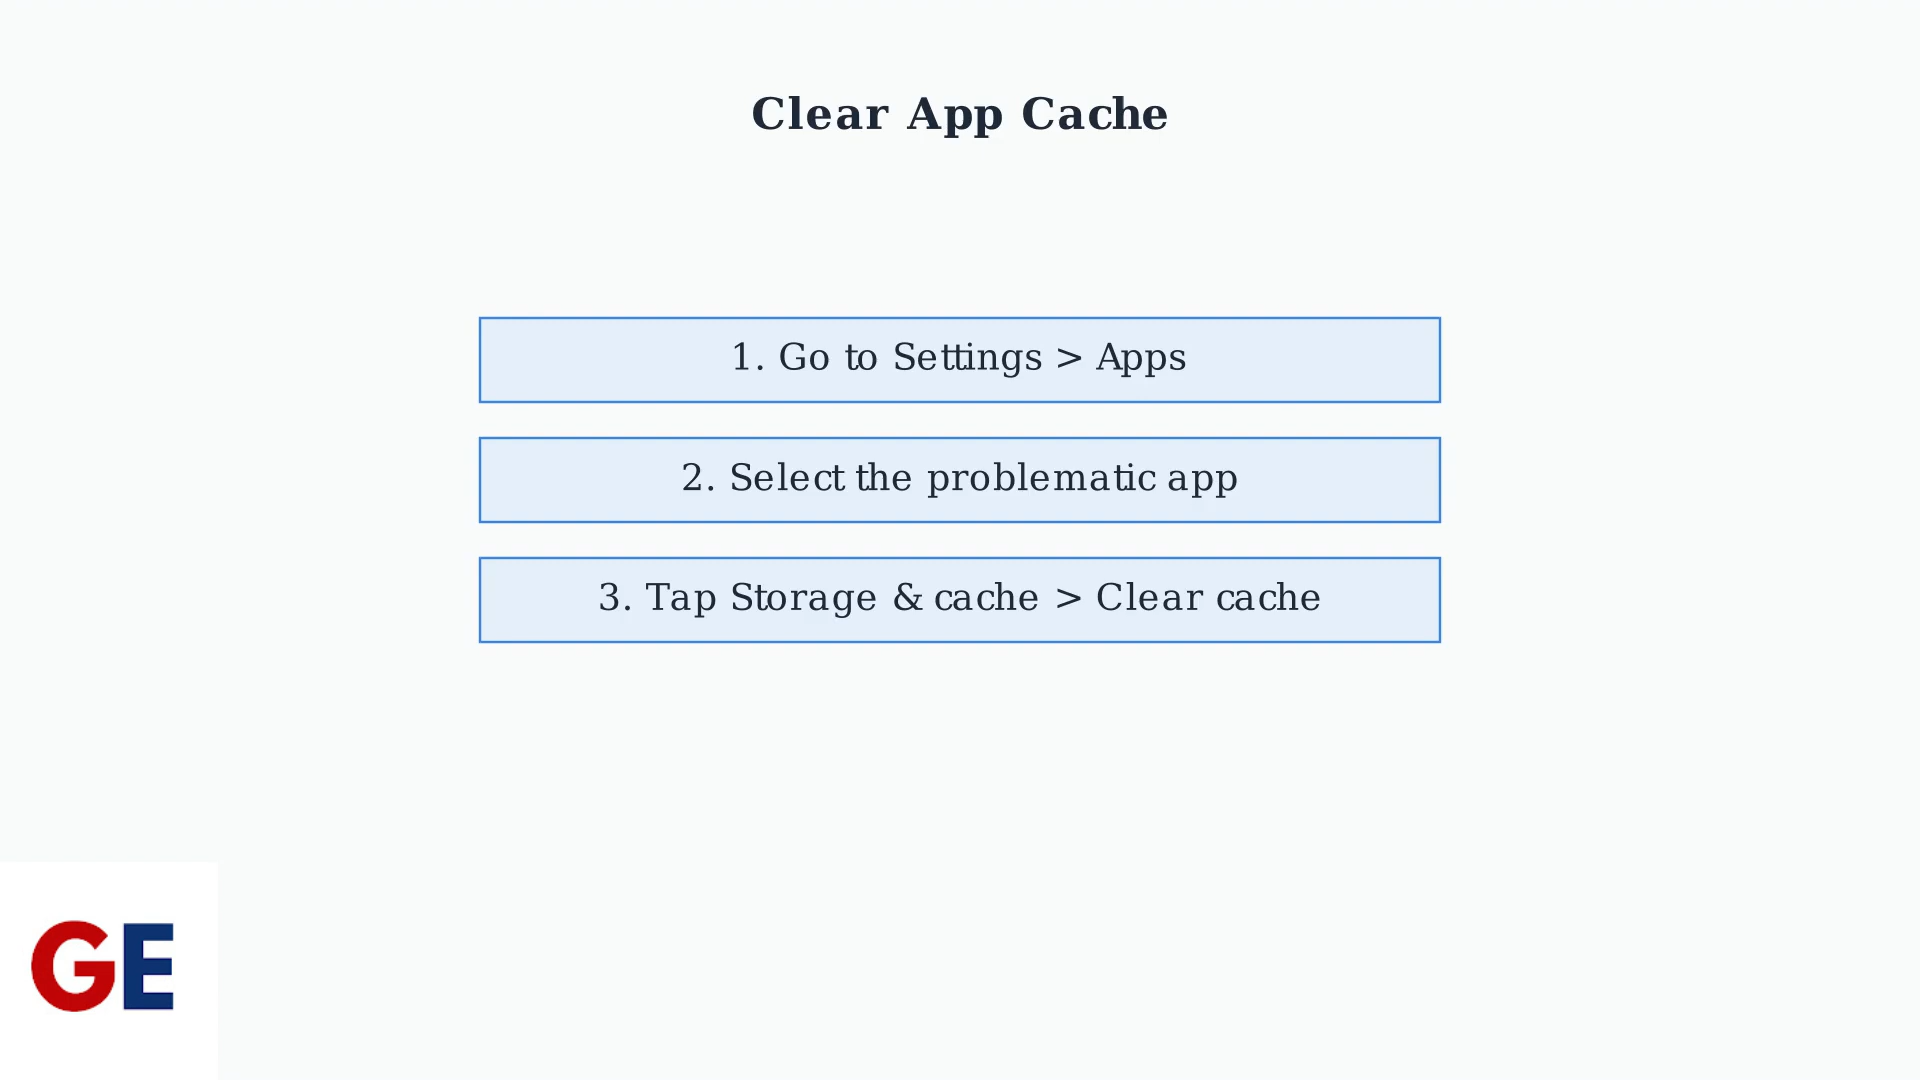 Clear App Cache
1. Go to Settings > Apps
2. Select the problematic app
3. Tap Storage & cache > Clear cache
GE